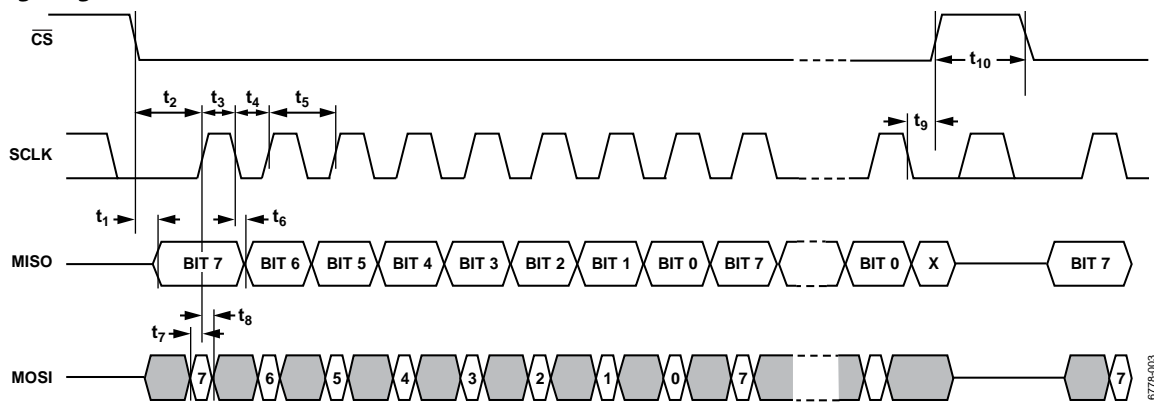 CS
t10
t2 t3 t4 t5
t9
SCLK
t1 t6
MISO BIT 7 BIT 6 BIT 5 BIT 4 BIT 3 BIT 2 BIT 1 BIT 0 BIT 7 BIT 0 X BIT 7
t7 t8
MOSI 7 6 5 4 3 2 1 0 7 7
6778-003